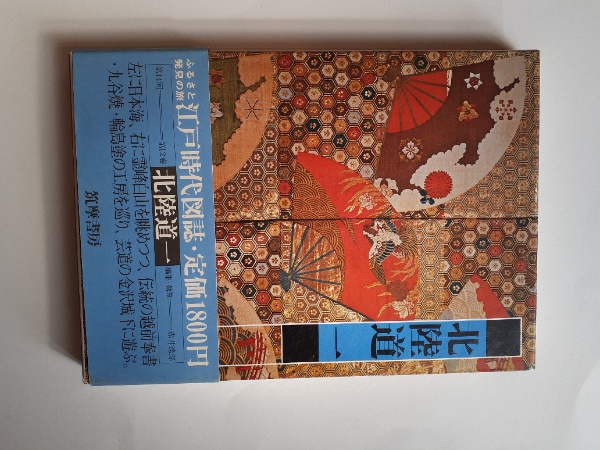 北陸道一
ふるさと
発見の旅
江戸時代図誌・定価1800円
北陸道一
左に日本海、右に霊峰白山を眺めつつ、伝統の越前奉書
・九谷焼・輪島塗の工房を巡り、芸道の金沢城下に遊ぶ。
筑摩書房